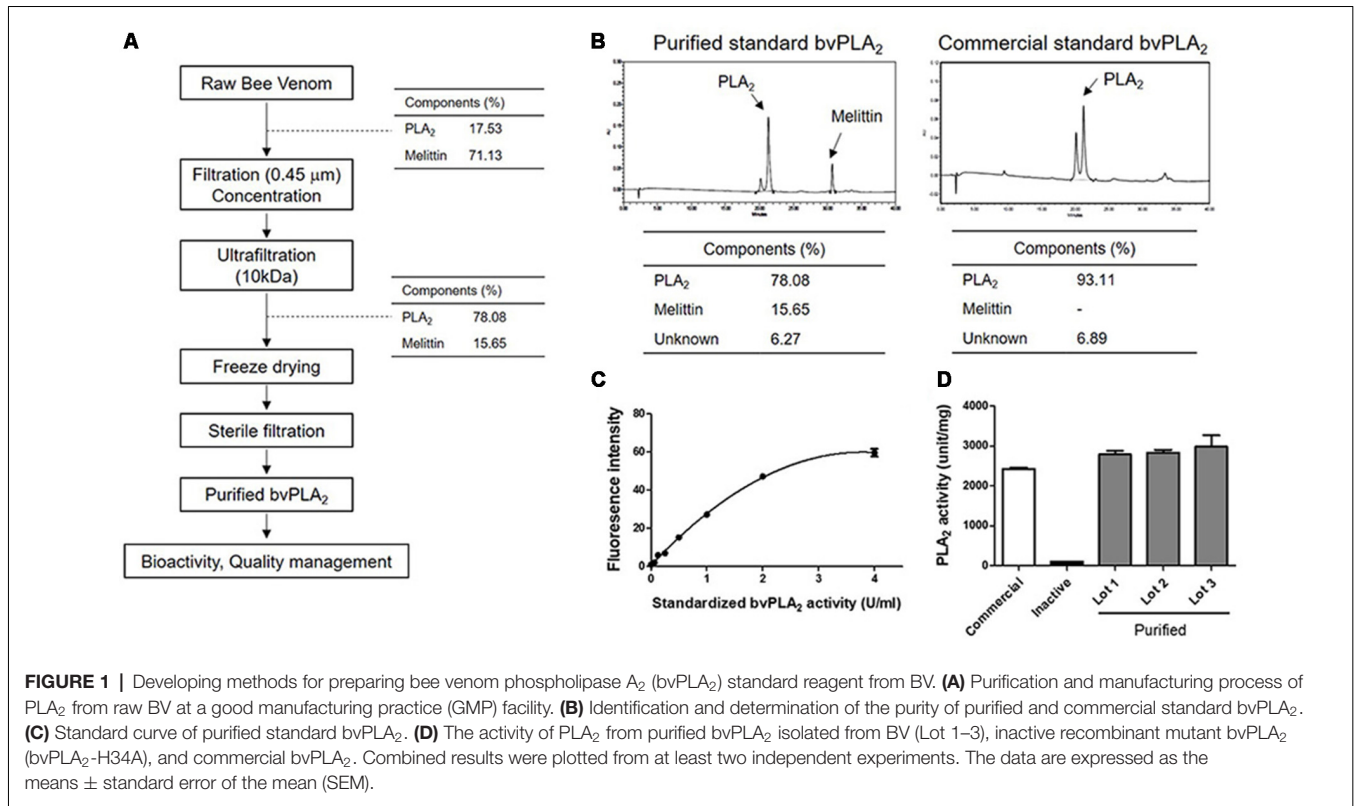 A
Raw Bee Venom
Components (%)
PLA₂ 17.53
Melittin 71.13
Filtration (0.45 μm)
Concentration
Ultrafiltration
(10kDa)
Components (%)
PLA₂ 78.08
Melittin 15.65
Freeze drying
Sterile filtration
Purified bvPLA₂
Bioactivity, Quality management
B
Purified standard bvPLA₂
PLA₂
Melittin
Components (%)
PLA₂ 78.08
Melittin 15.65
Unknown 6.27
Commercial standard bvPLA₂
PLA₂
Components (%)
PLA₂ 93.11
Melittin -
Unknown 6.89
C
Fluoresence intensity
80
60
40
20
0
0 1 2 3 4
Standardized bvPLA₂ activity (U/ml)
D
PLA₂ activity (unit/mg)
4000
3000
2000
1000
0
Commercial
Inactive
Lot 1
Lot 2
Lot 3
Purified
FIGURE 1 | Developing methods for preparing bee venom phospholipase A₂ (bvPLA₂) standard reagent from BV. (A) Purification and manufacturing process of
PLA₂ from raw BV at a good manufacturing practice (GMP) facility. (B) Identification and determination of the purity of purified and commercial standard bvPLA₂.
(C) Standard curve of purified standard bvPLA₂. (D) The activity of PLA₂ from purified bvPLA₂ isolated from BV (Lot 1–3), inactive recombinant mutant bvPLA₂
(bvPLA₂-H34A), and commercial bvPLA₂. Combined results were plotted from at least two independent experiments. The data are expressed as the
means ± standard error of the mean (SEM).